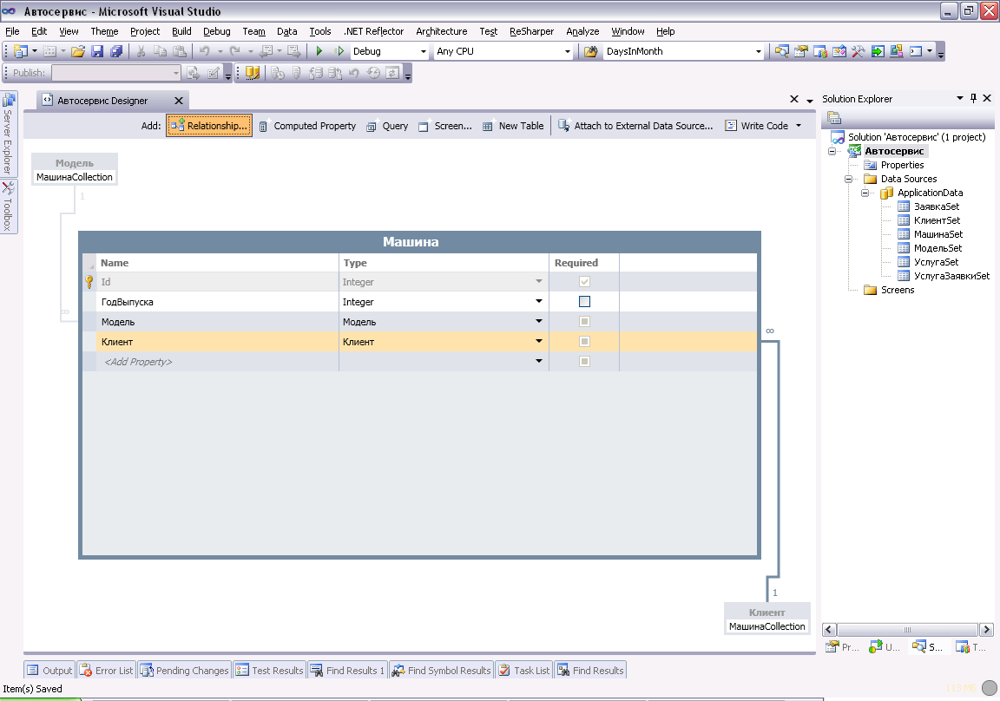 Автосервис - Microsoft Visual Studio
File Edit View Theme Project Build Debug Team Data Tools .NET Reflector Architecture Test ReSharper Analyze Window Help
Debug Any CPU DaysInMonth
Publish:
Server Explorer
Toolbox
Автосервис Designer
Add: Relationship... Computed Property Query Screen... New Table Attach to External Data Source... Write Code
Модель
МашинаCollection
1
∞
Машина
Name Type Required
Id Integer
ГодВыпуска Integer
Модель Модель
Клиент Клиент
<Add Property>
∞
1
Клиент
МашинаCollection
Solution Explorer
Solution 'Автосервис' (1 project)
Автосервис
Properties
Data Sources
ApplicationData
ЗаявкаSet
КлиентSet
МашинаSet
МодельSet
УслугаSet
УслугаЗаявкиSet
Screens
Pr... U... S... T...
Output Error List Pending Changes Test Results Find Results 1 Find Symbol Results Task List Find Results
Item(s) Saved